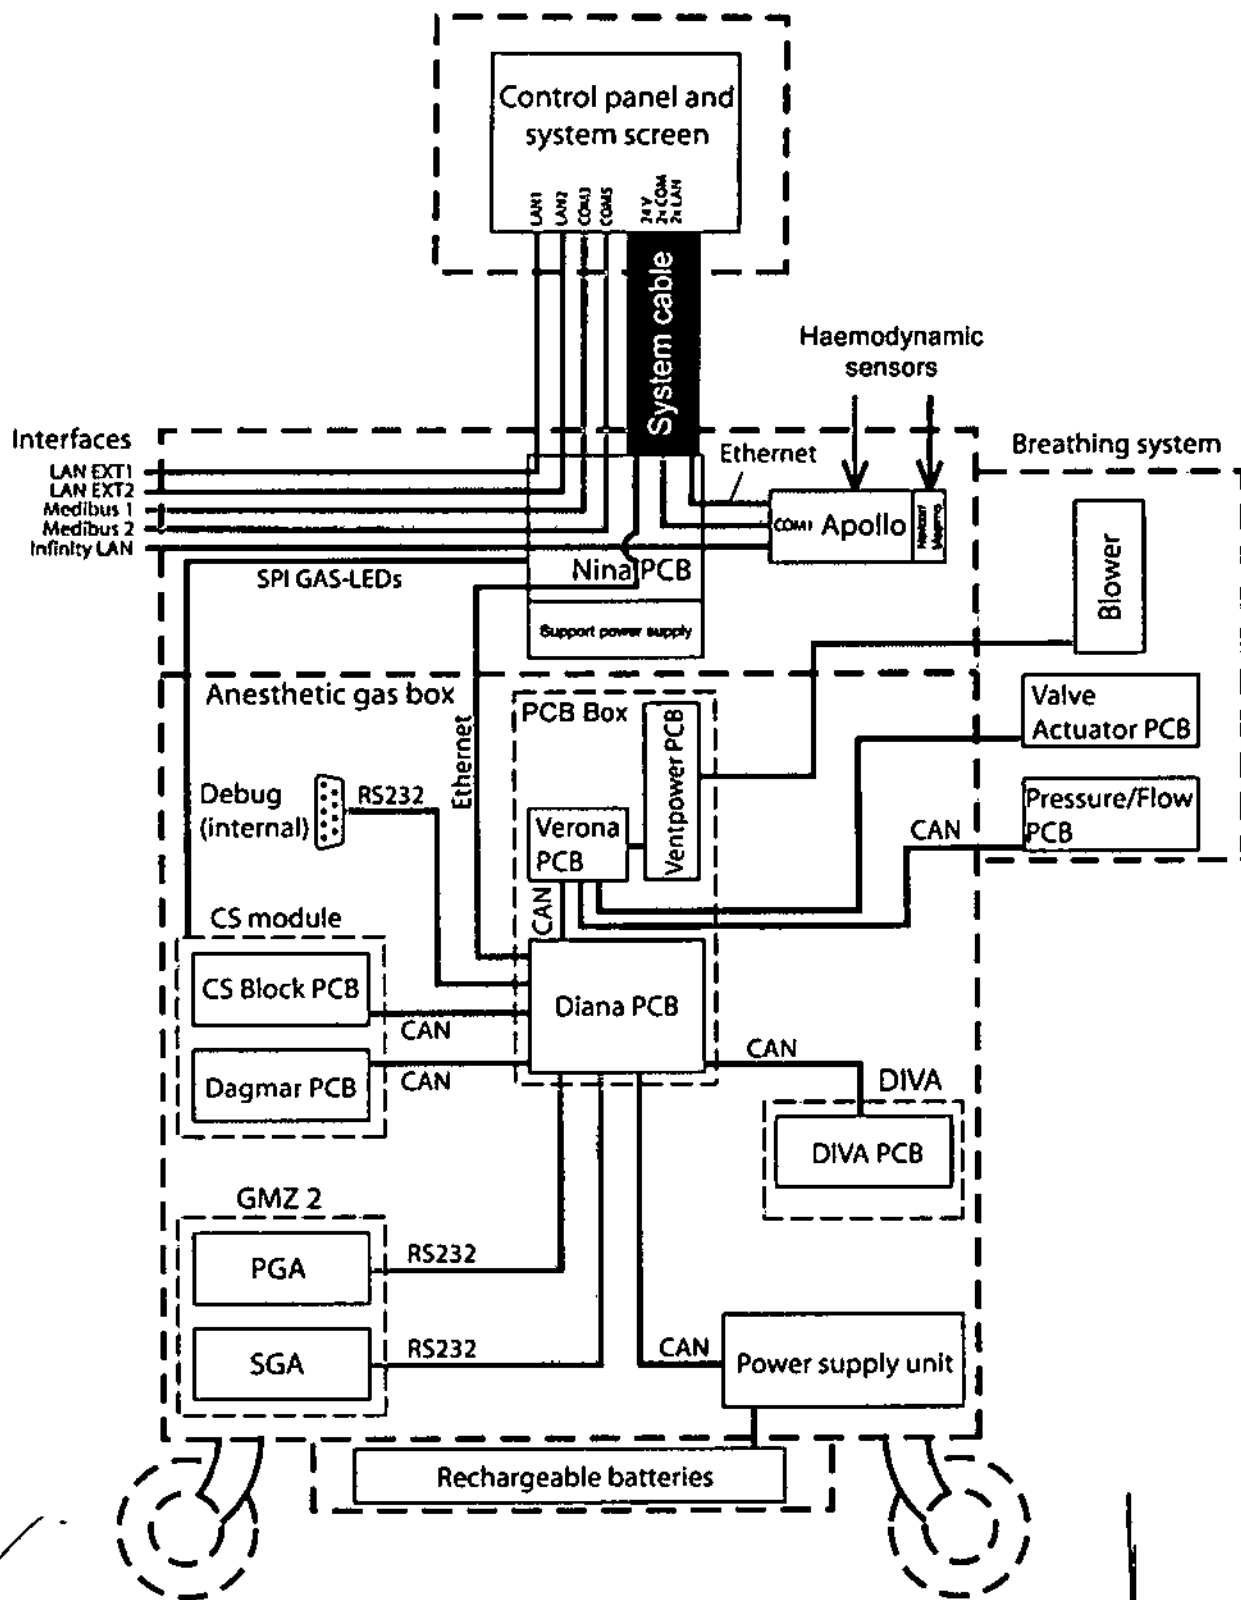 Control panel and
system screen
LAN1
LAN2
COM3
COM5
24 V
2x COM
2x LAN
System cable
Haemodynamic
sensors
Interfaces
LAN EXT1
LAN EXT2
Medibus 1
Medibus 2
Infinity LAN
Ethernet
Breathing system
COM1
Apollo
Blower
SPI GAS-LEDs
Nina PCB
Support power supply
Anesthetic gas box
PCB Box
Ventpower PCB
Valve
Actuator PCB
Ethernet
Debug
(internal)
RS232
Verona
PCB
Pressure/Flow
PCB
CAN
CAN
CS module
CS Block PCB
CAN
Diana PCB
Dagmar PCB
CAN
CAN
DIVA
DIVA PCB
GMZ 2
PGA
RS232
SGA
RS232
CAN
Power supply unit
Rechargeable batteries